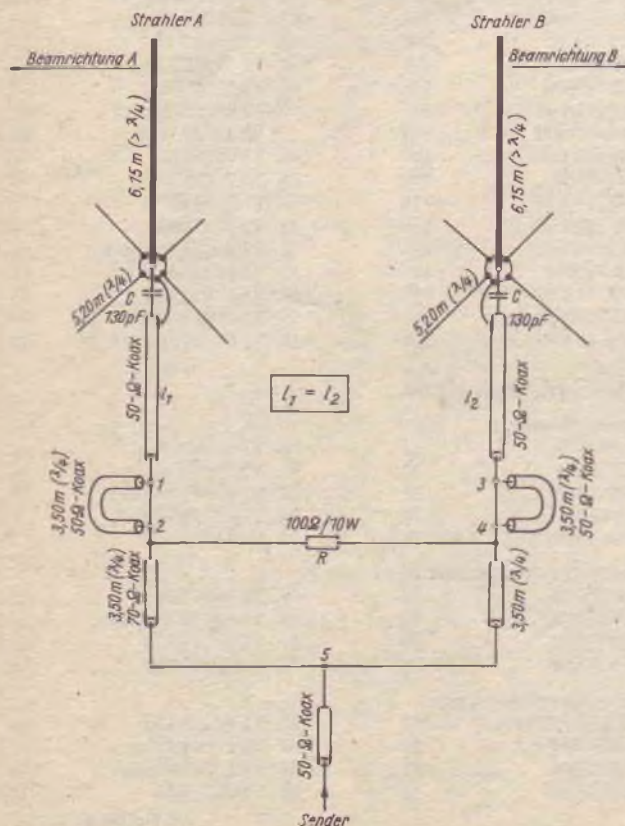 Strahler A
Strahler B
Beamrichtung A
Beamrichtung B
6,15 m (> λ/4)
6,15 m (> λ/4)
5,20 m (λ/4)
C
130pF
5,20 m (λ/4)
C
130pF
50-Ω-Koax
l₁
l₁ = l₂
l₂
50-Ω-Koax
3,50 m (λ/4)
50-Ω-Koax
1
2
3
4
3,50 m (λ/4)
50-Ω-Koax
100Ω/10W
R
3,50 m (λ/4)
70-Ω-Koax
3,50 m (λ/4)
5
50-Ω-Koax
Sender